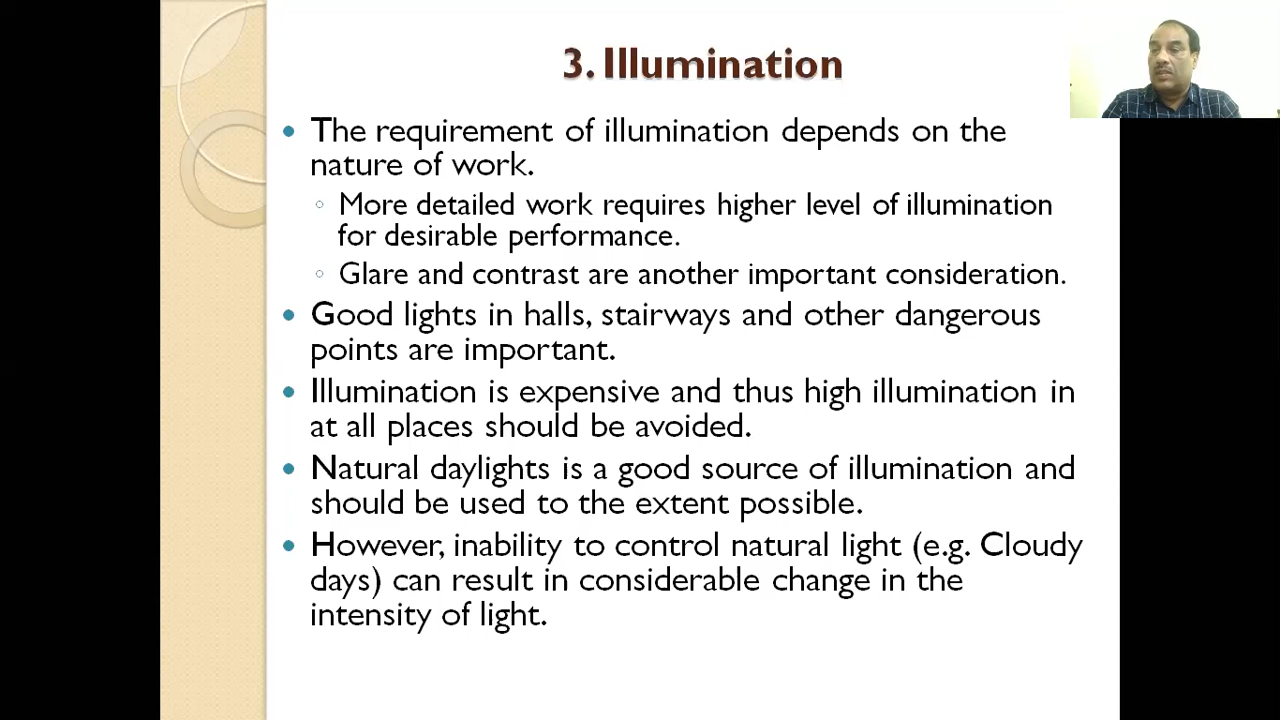 3. Illumination
• The requirement of illumination depends on the
nature of work.
◦ More detailed work requires higher level of illumination
for desirable performance.
◦ Glare and contrast are another important consideration.
• Good lights in halls, stairways and other dangerous
points are important.
• Illumination is expensive and thus high illumination in
at all places should be avoided.
• Natural daylights is a good source of illumination and
should be used to the extent possible.
• However, inability to control natural light (e.g. Cloudy
days) can result in considerable change in the
intensity of light.